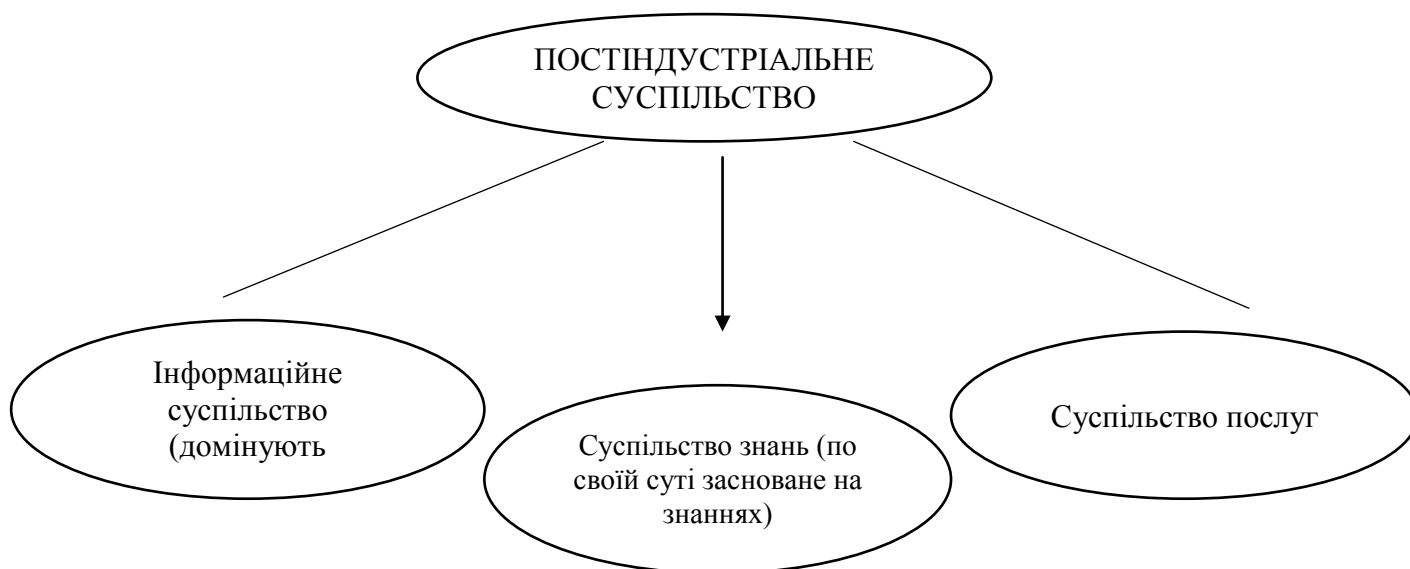 ПОСТІНДУСТРІАЛЬНЕ
СУСПІЛЬСТВО
Інформаційне
суспільство
(домінують
Суспільство знань (по
своїй суті засноване на
знаннях)
Суспільство послуг